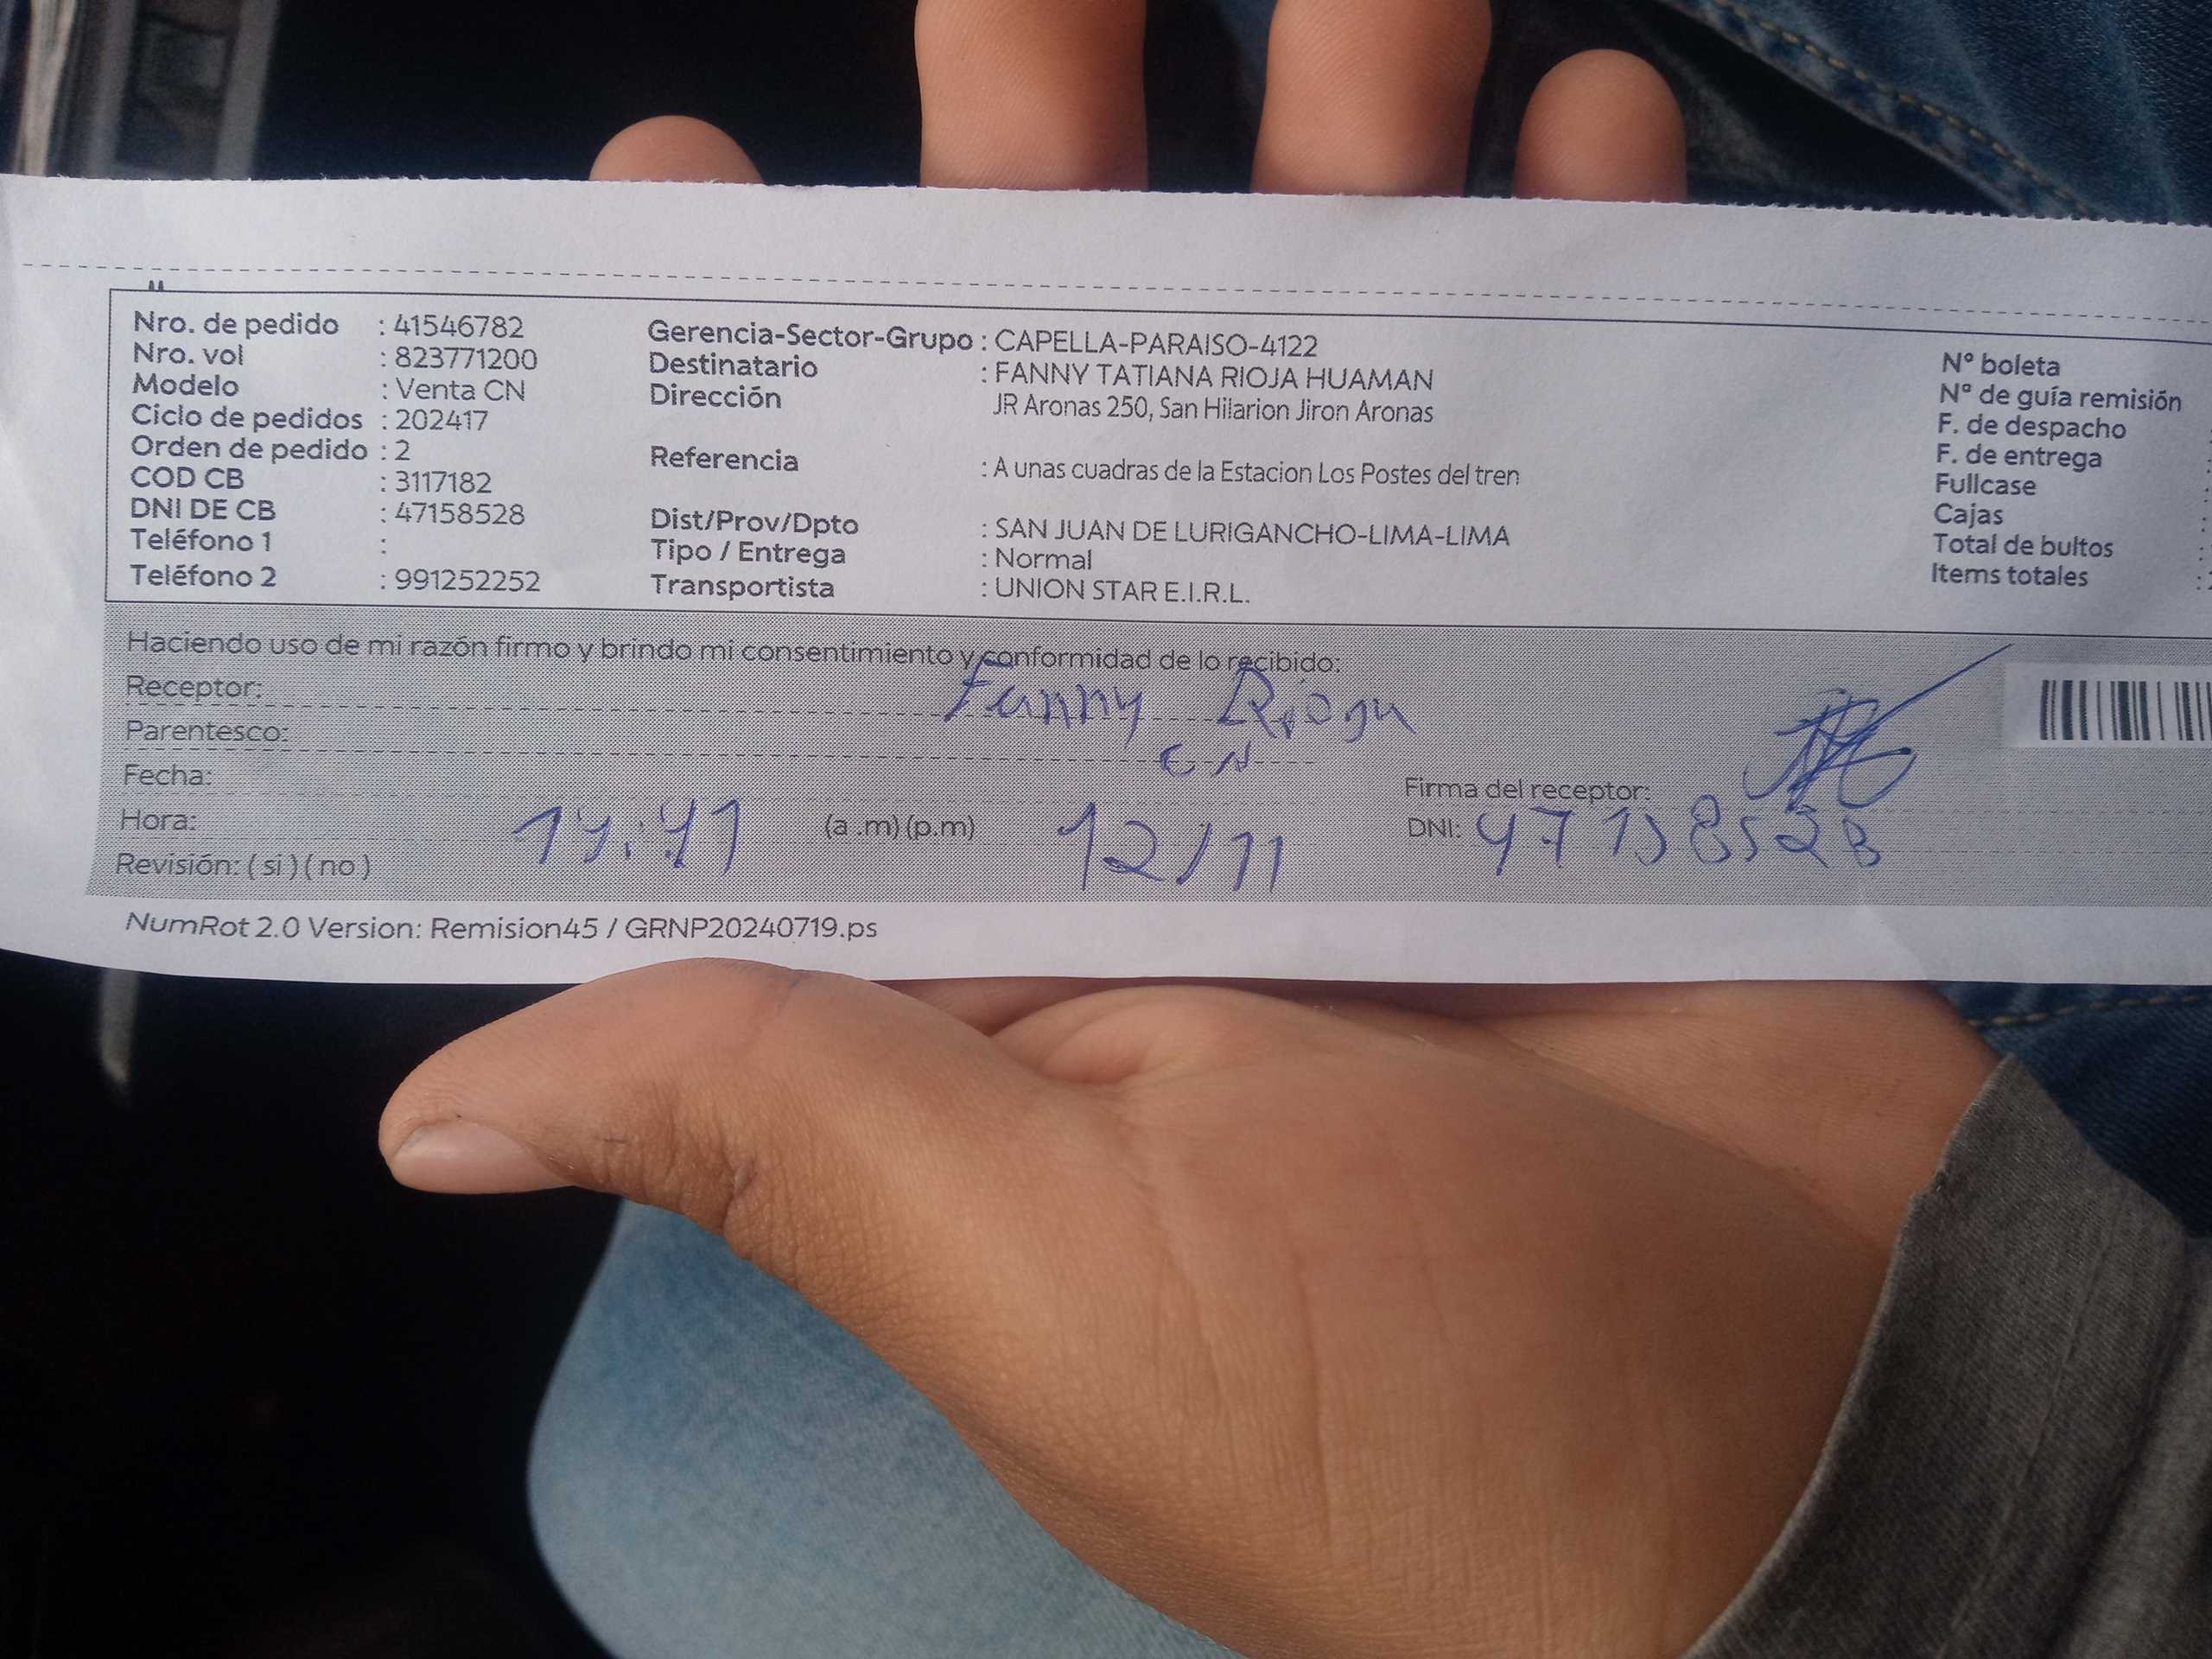 Nro. de pedido : 41546782
Nro. vol : 823771200
Modelo : Venta CN
Ciclo de pedidos : 202417
Orden de pedido : 2
COD CB : 3117182
DNI DE CB : 47158528
Teléfono 1 :
Teléfono 2 : 991252252
Gerencia-Sector-Grupo : CAPELLA-PARAISO-4122
Destinatario : FANNY TATIANA RIOJA HUAMAN
Dirección JR Aronas 250, San Hilarion Jiron Aronas
Referencia : A unas cuadras de la Estacion Los Postes del tren
Dist/Prov/Dpto : SAN JUAN DE LURIGANCHO-LIMA-LIMA
Tipo / Entrega : Normal
Transportista : UNION STAR E.I.R.L.
N° boleta
N° de guía remisión
F. de despacho
F. de entrega
Fullcase
Cajas
Total de bultos
Items totales
Haciendo uso de mi razón firmo y brindo mi consentimiento y conformidad de lo recibido:
Receptor: Fanny Rioja
Parentesco: CN
Fecha:
Hora: 14:41 (a .m) (p.m) 12/11
Revisión: ( si ) ( no )
Firma del receptor:
DNI: 47158528
NumRot 2.0 Version: Remision45 / GRNP20240719.ps